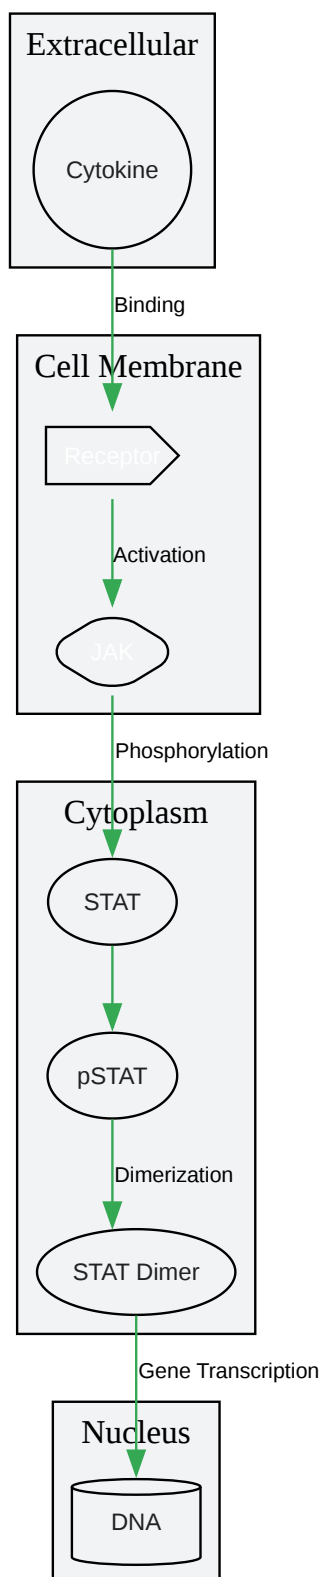 Extracellular
Cytokine
Binding
Cell Membrane
Receptor
Activation
JAK
Phosphorylation
Cytoplasm
STAT
pSTAT
Dimerization
STAT Dimer
Gene Transcription
Nucleus
DNA